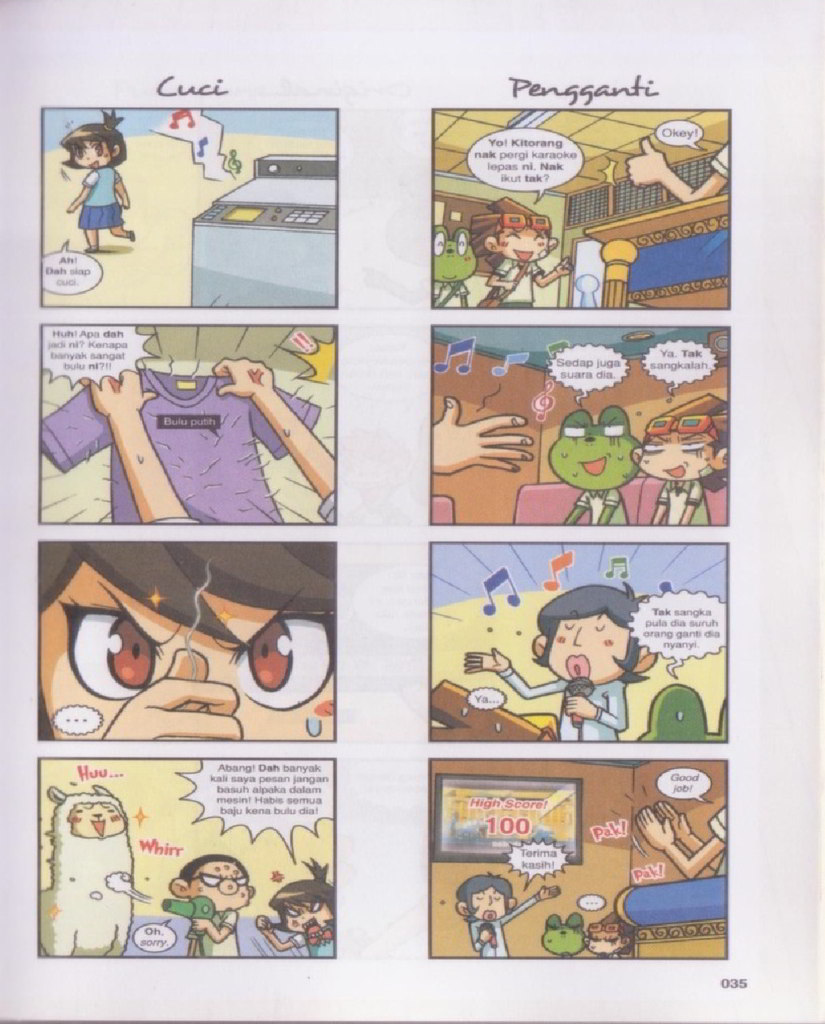 Cuci
Ah!
Dah siap
cuci.
Huh! Apa dah
jadi ni? Kenapa
banyak sangat
bulu ni?!!
!!!
Bulu putih
...
Huu...
Whirr
Abang! Dah banyak
kali saya pesan jangan
basuh alpaka dalam
mesin! Habis semua
baju kena bulu dia!
Oh,
sorry.
Pengganti
Yo! Kitorang
nak pergi karaoke
lepas ni. Nak
ikut tak?
Okey!
Sedap juga
suara dia.
Ya. Tak
sangkalah.
Tak sangka
pula dia suruh
orang ganti dia
nyanyi.
Ya...
High Score!
100
Good
job!
Pak!
Pak!
Terima
kasih!
...
035